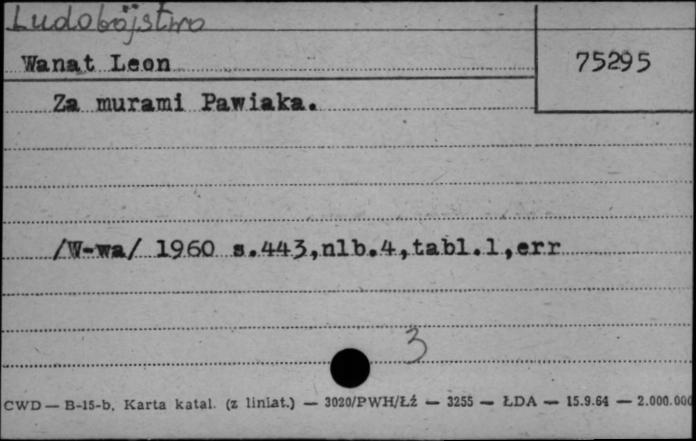 Ludobójstwo
Wanat Leon
75295
Za murami Pawiaka.
/W-wa/ 1960 s.443,nlb.4,tabl.1,err
3
CWD — B-15-b. Karta katal. (z liniat.) — 3020/PWH/Łź — 3255 — ŁDA — 15.9.64 — 2.000.000